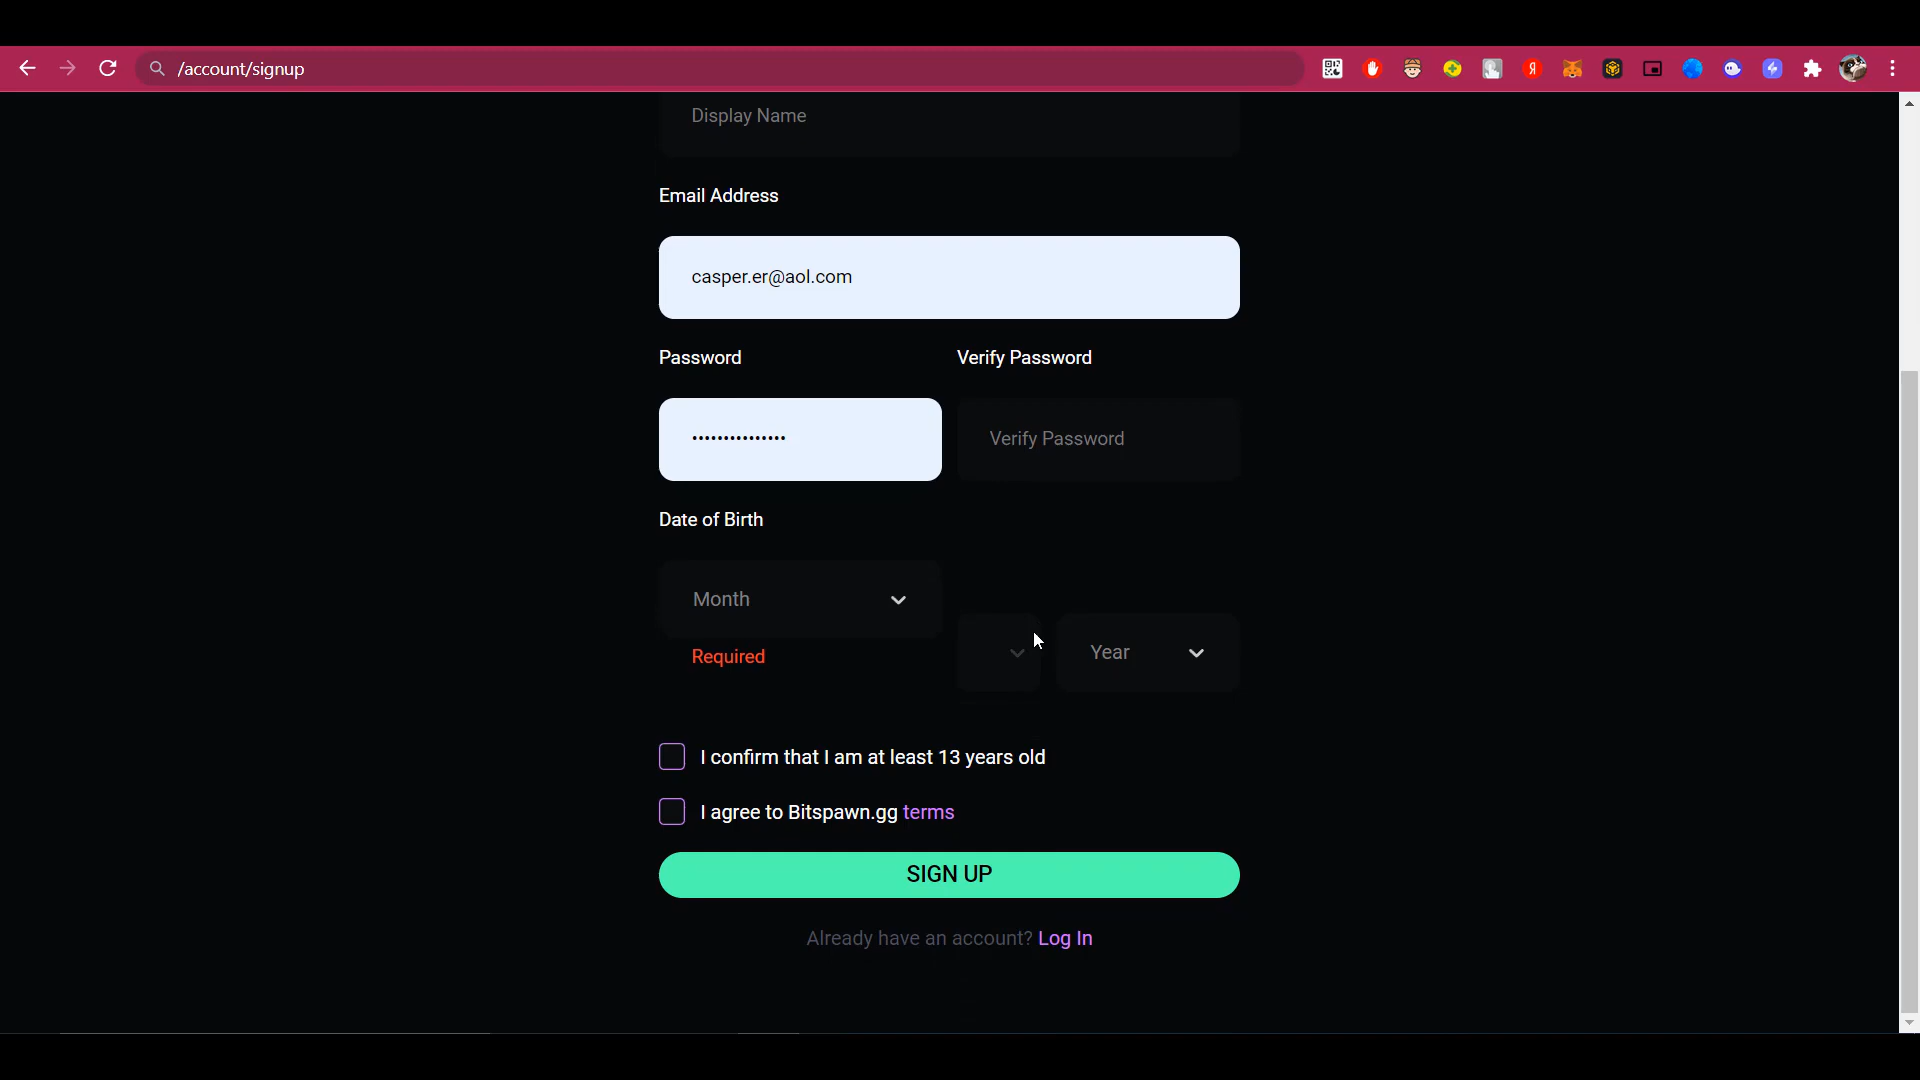 /account/signup
Display Name
Email Address
casper.er@aol.com
Password
Verify Password
•••••••••••••••
Verify Password
Date of Birth
Month
Required
Year
I confirm that I am at least 13 years old
I agree to Bitspawn.gg terms
SIGN UP
Already have an account? Log In